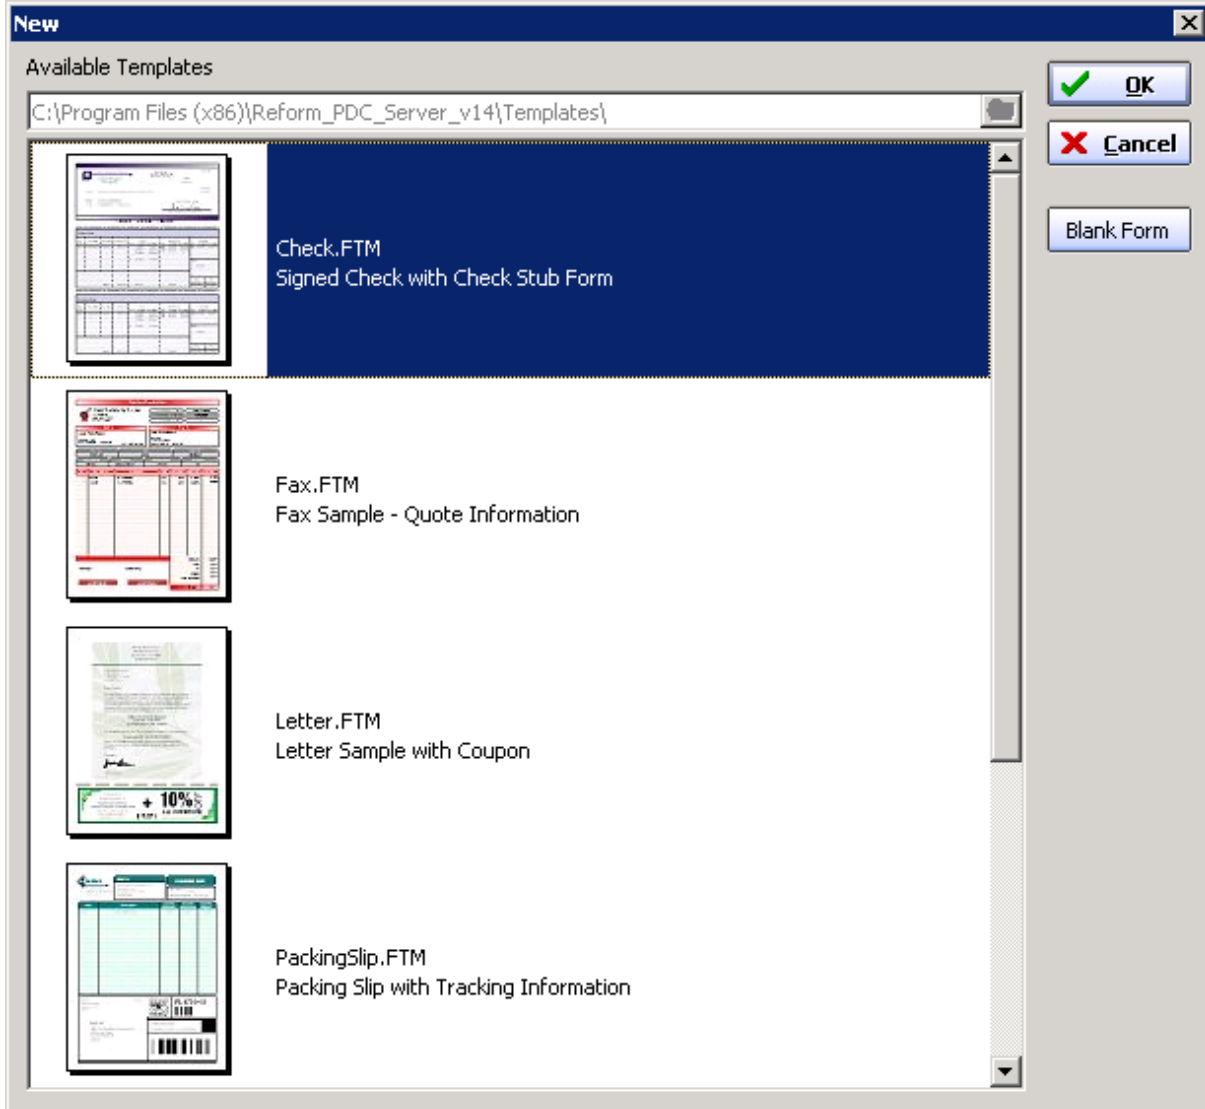 New
Available Templates
C:\Program Files (x86)\Reform_PDC_Server_v14\Templates\
OK
Cancel
Blank Form
Check.FTM
Signed Check with Check Stub Form
Fax.FTM
Fax Sample - Quote Information
Letter.FTM
Letter Sample with Coupon
+ 10%
PackingSlip.FTM
Packing Slip with Tracking Information